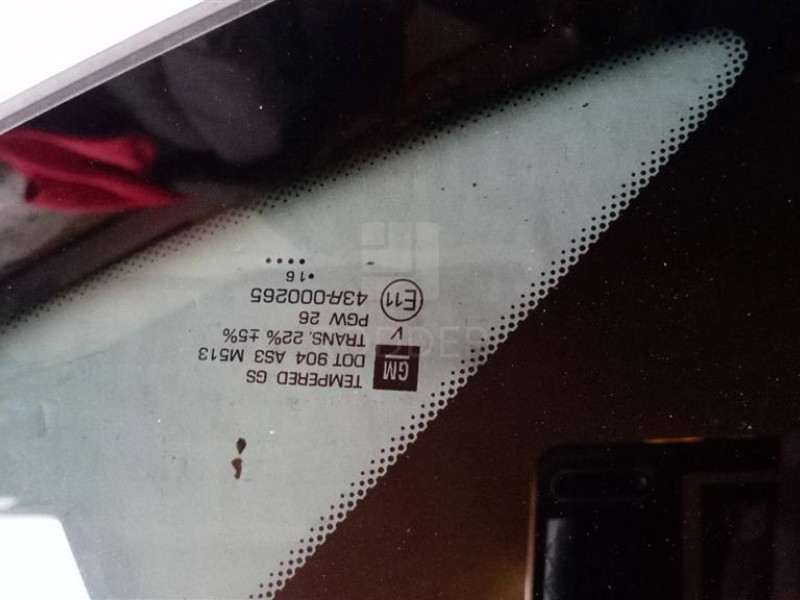 GM
TEMPERED GS
DOT 904 AS3 M513
V TRANS. 22% ±5%
PGW 26
E11 43R-000265
•16
••••